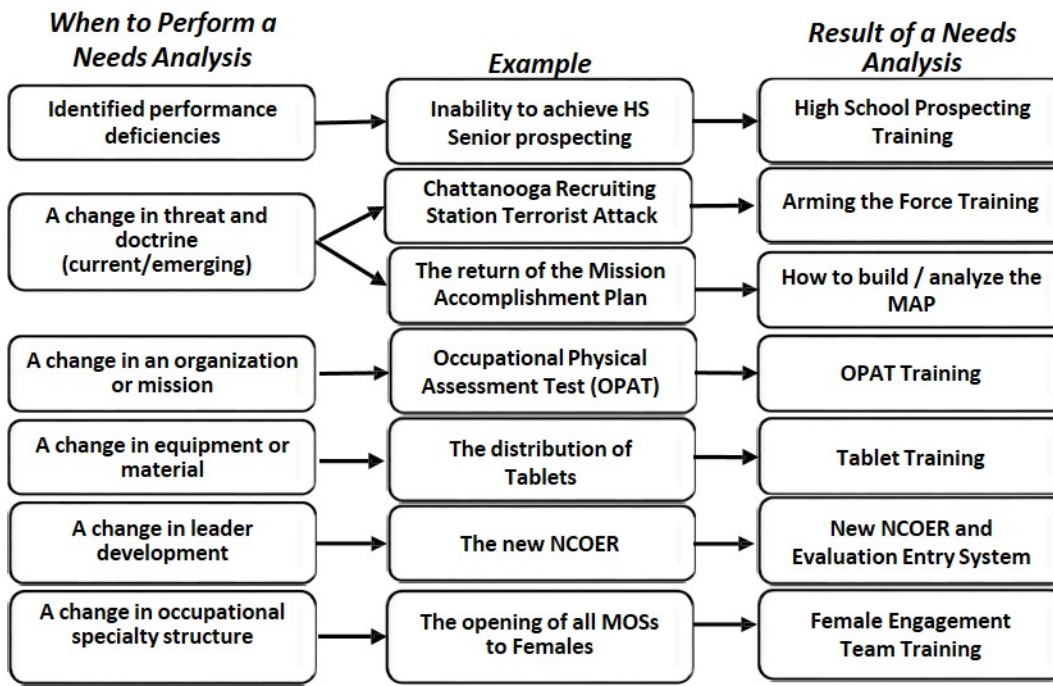 When to Perform a
Needs Analysis
Example
Result of a Needs
Analysis
Identified performance
deficiencies
Inability to achieve HS
Senior prospecting
High School Prospecting
Training
A change in threat and
doctrine
(current/emerging)
Chattanooga Recruiting
Station Terrorist Attack
Arming the Force Training
The return of the Mission
Accomplishment Plan
How to build / analyze the
MAP
A change in an organization
or mission
Occupational Physical
Assessment Test (OPAT)
OPAT Training
A change in equipment or
material
The distribution of
Tablets
Tablet Training
A change in leader
development
The new NCOER
New NCOER and
Evaluation Entry System
A change in occupational
specialty structure
The opening of all MOSs
to Females
Female Engagement
Team Training